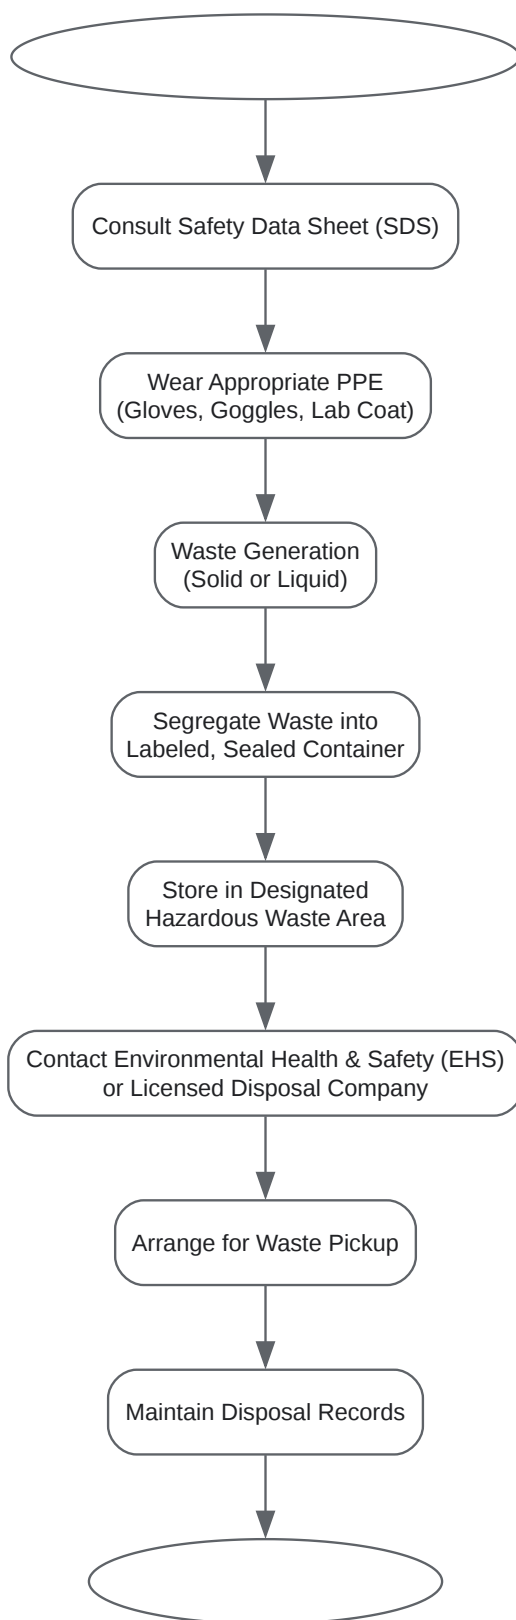 Consult Safety Data Sheet (SDS)
Wear Appropriate PPE
(Gloves, Goggles, Lab Coat)
Waste Generation
(Solid or Liquid)
Segregate Waste into
Labeled, Sealed Container
Store in Designated
Hazardous Waste Area
Contact Environmental Health & Safety (EHS)
or Licensed Disposal Company
Arrange for Waste Pickup
Maintain Disposal Records